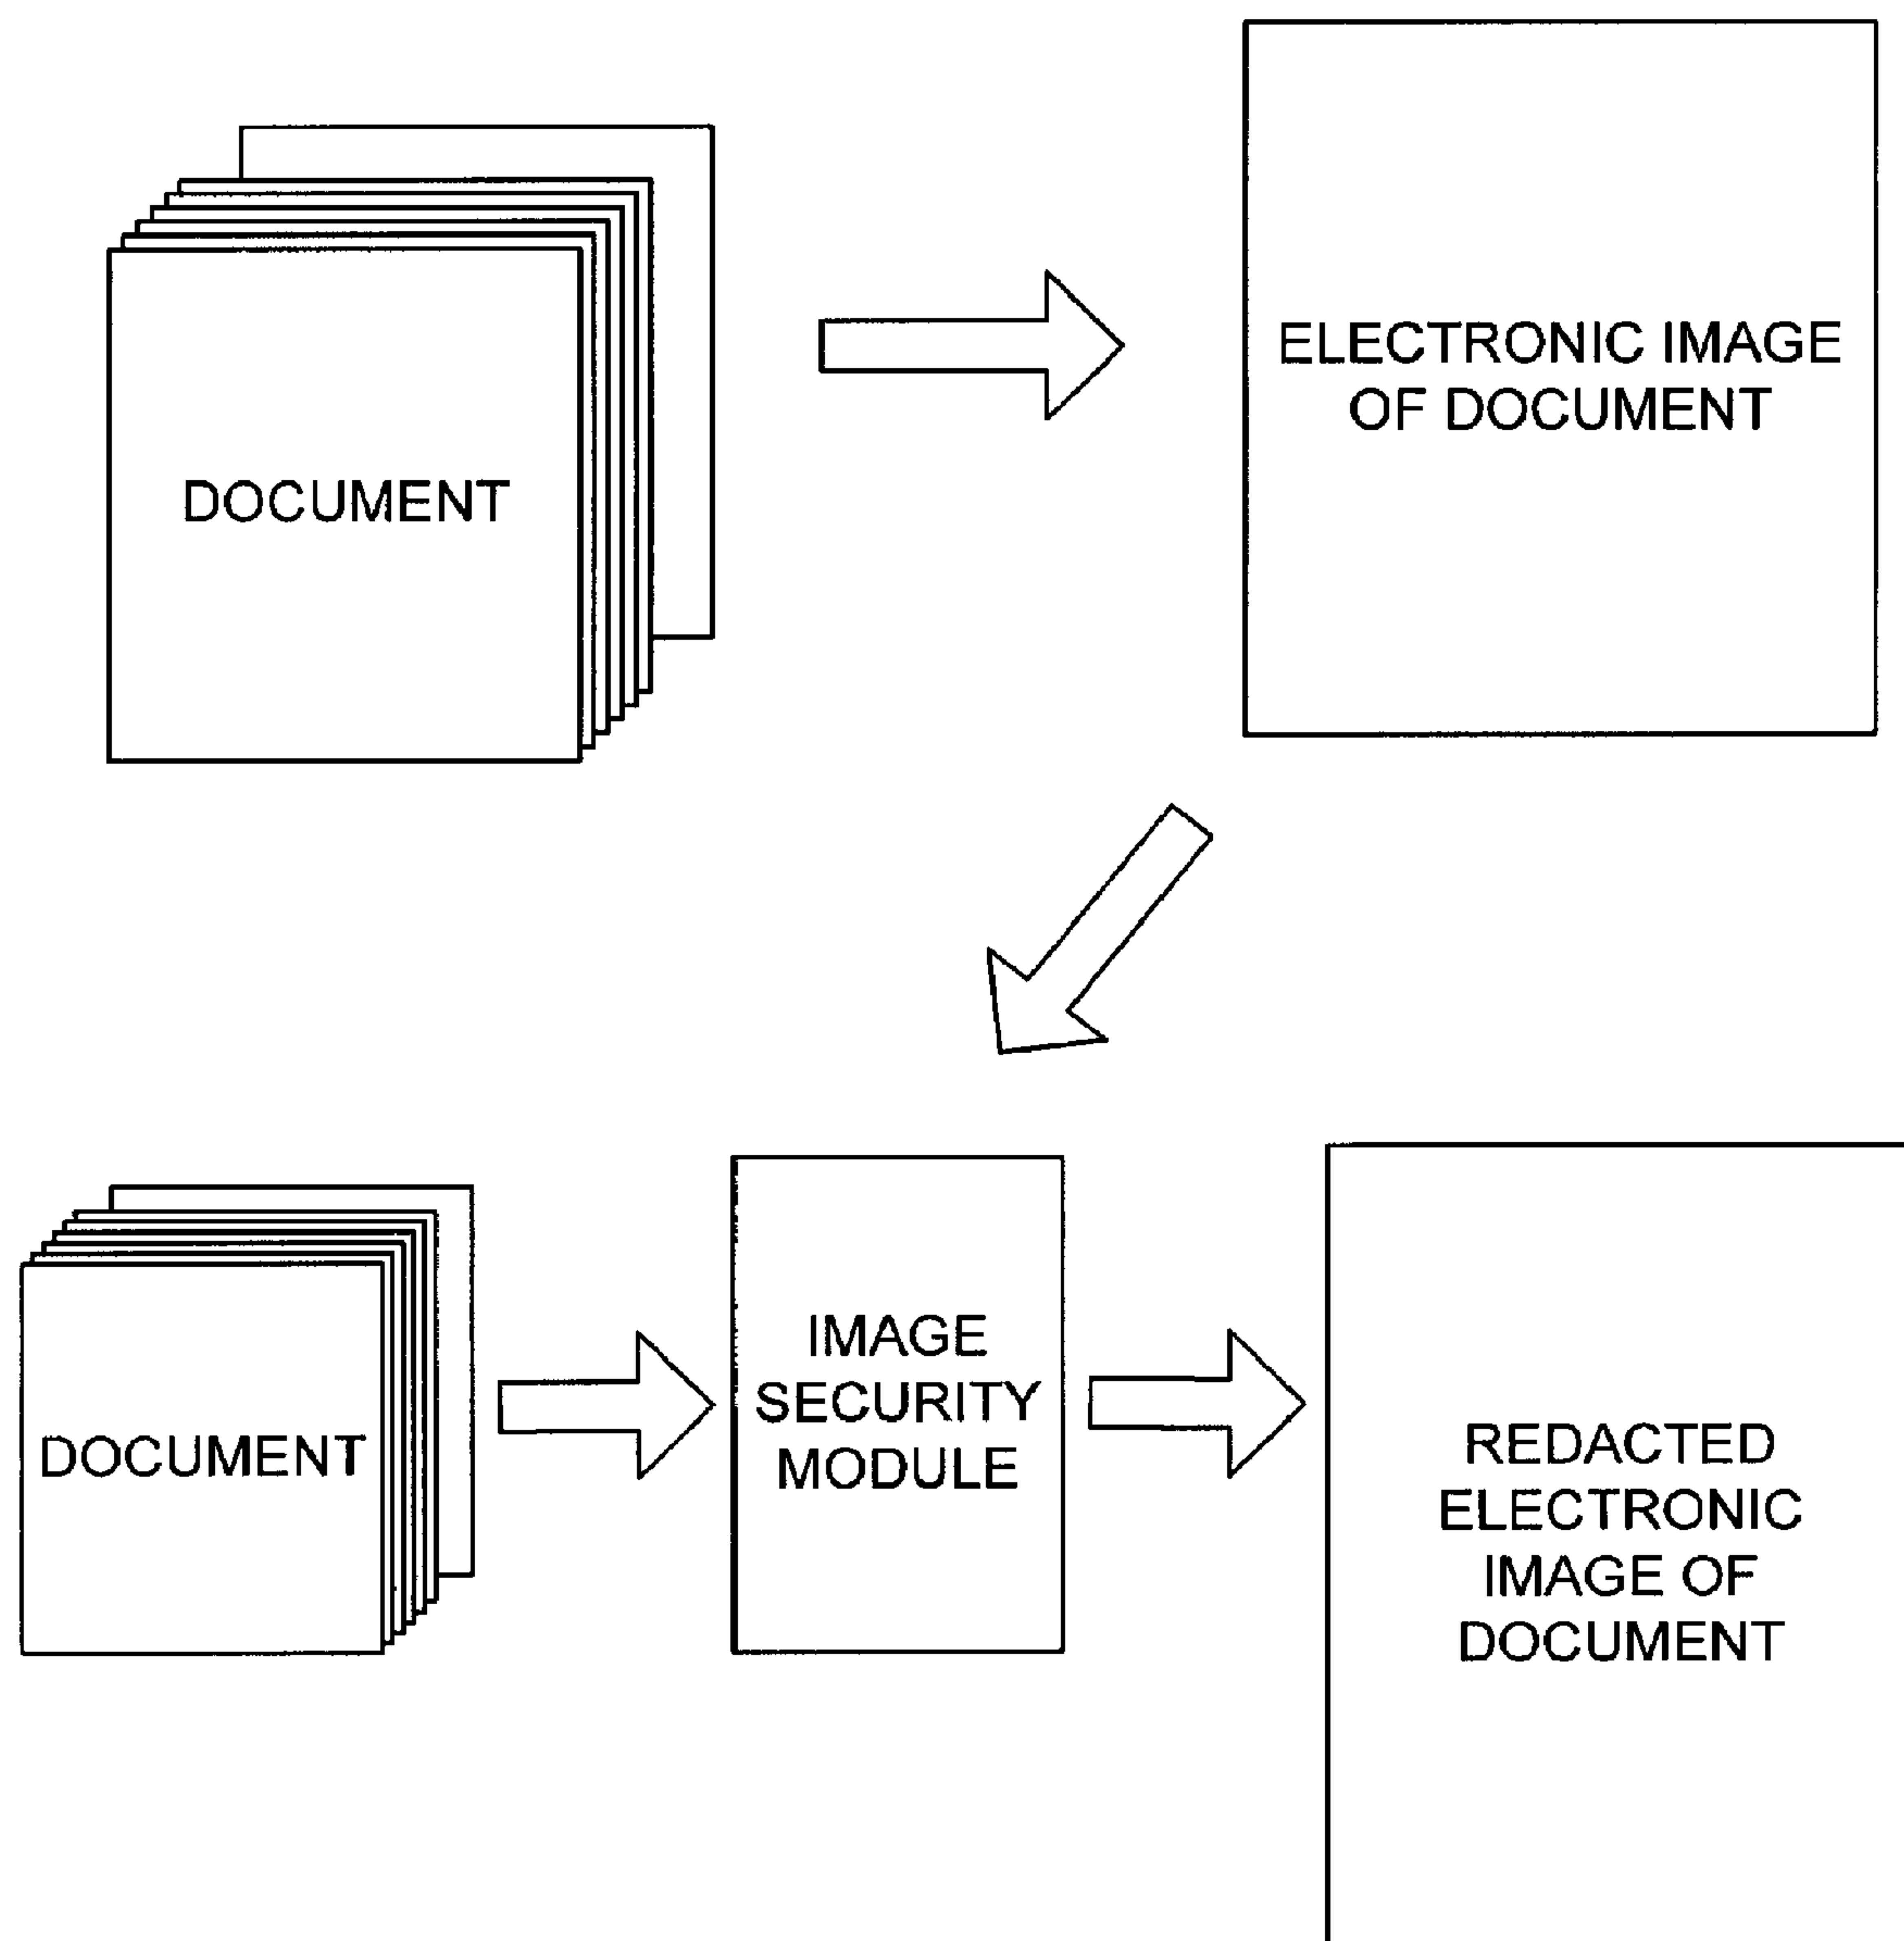 DOCUMENT
ELECTRONIC IMAGE
OF DOCUMENT
DOCUMENT
IMAGE
SECURITY
MODULE
REDACTED
ELECTRONIC
IMAGE OF
DOCUMENT